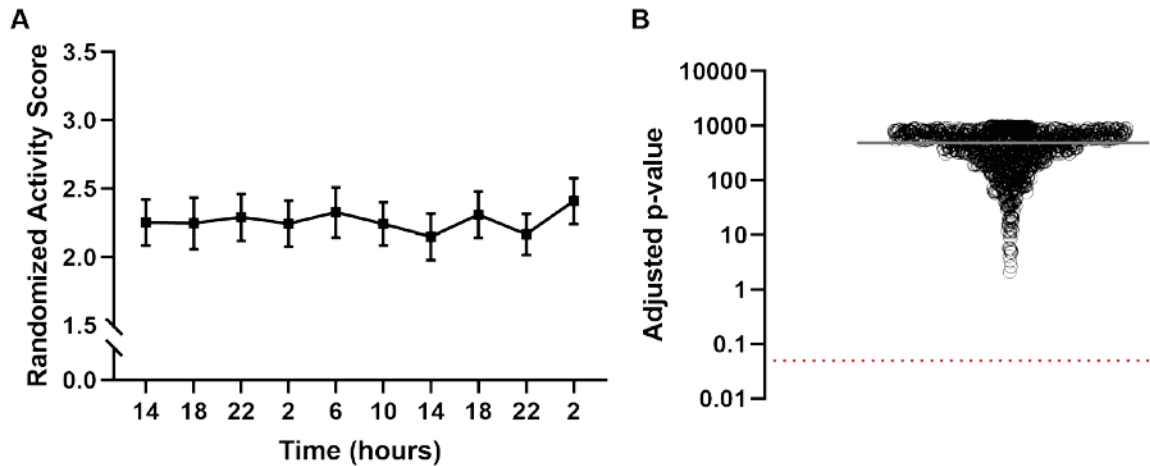 A
Randomized Activity Score
3.5
3.0
2.5
2.0
1.5
0.0
14 18 22 2 6 10 14 18 22 2
Time (hours)
B
Adjusted p-value
10000
1000
100
10
1
0.1
0.01